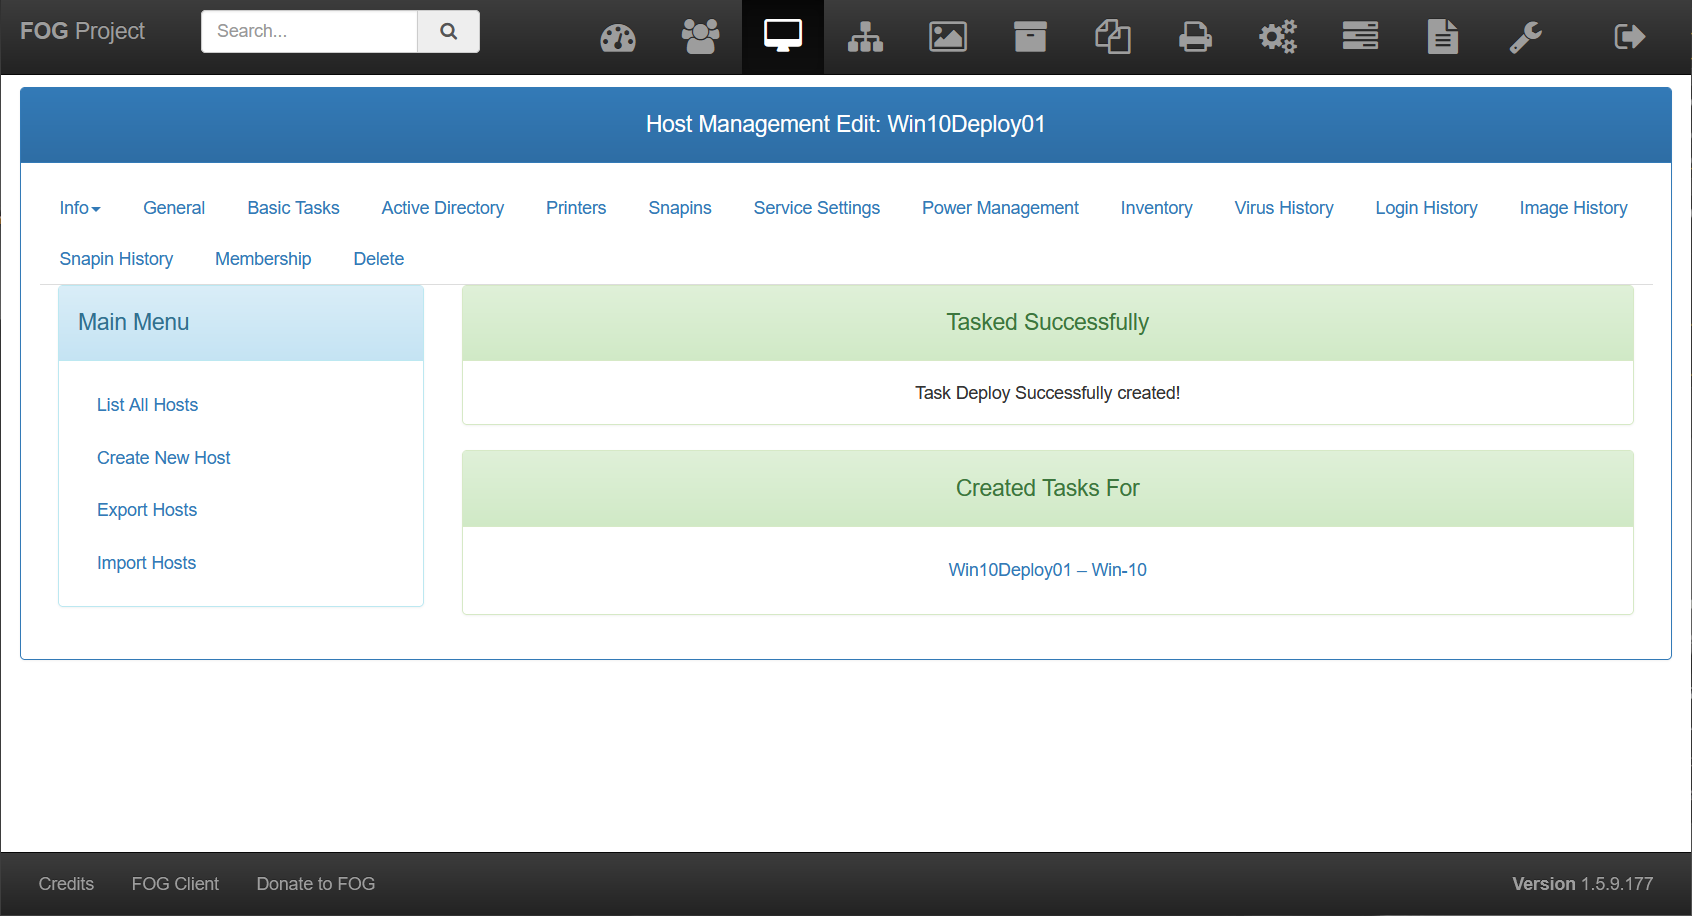 FOG Project
Search...
Host Management Edit: Win10Deploy01
Info General Basic Tasks Active Directory Printers Snapins Service Settings Power Management Inventory Virus History Login History Image History
Snapin History Membership Delete
Main Menu
List All Hosts
Create New Host
Export Hosts
Import Hosts
Tasked Successfully
Task Deploy Successfully created!
Created Tasks For
Win10Deploy01 – Win-10
Credits FOG Client Donate to FOG
Version 1.5.9.177